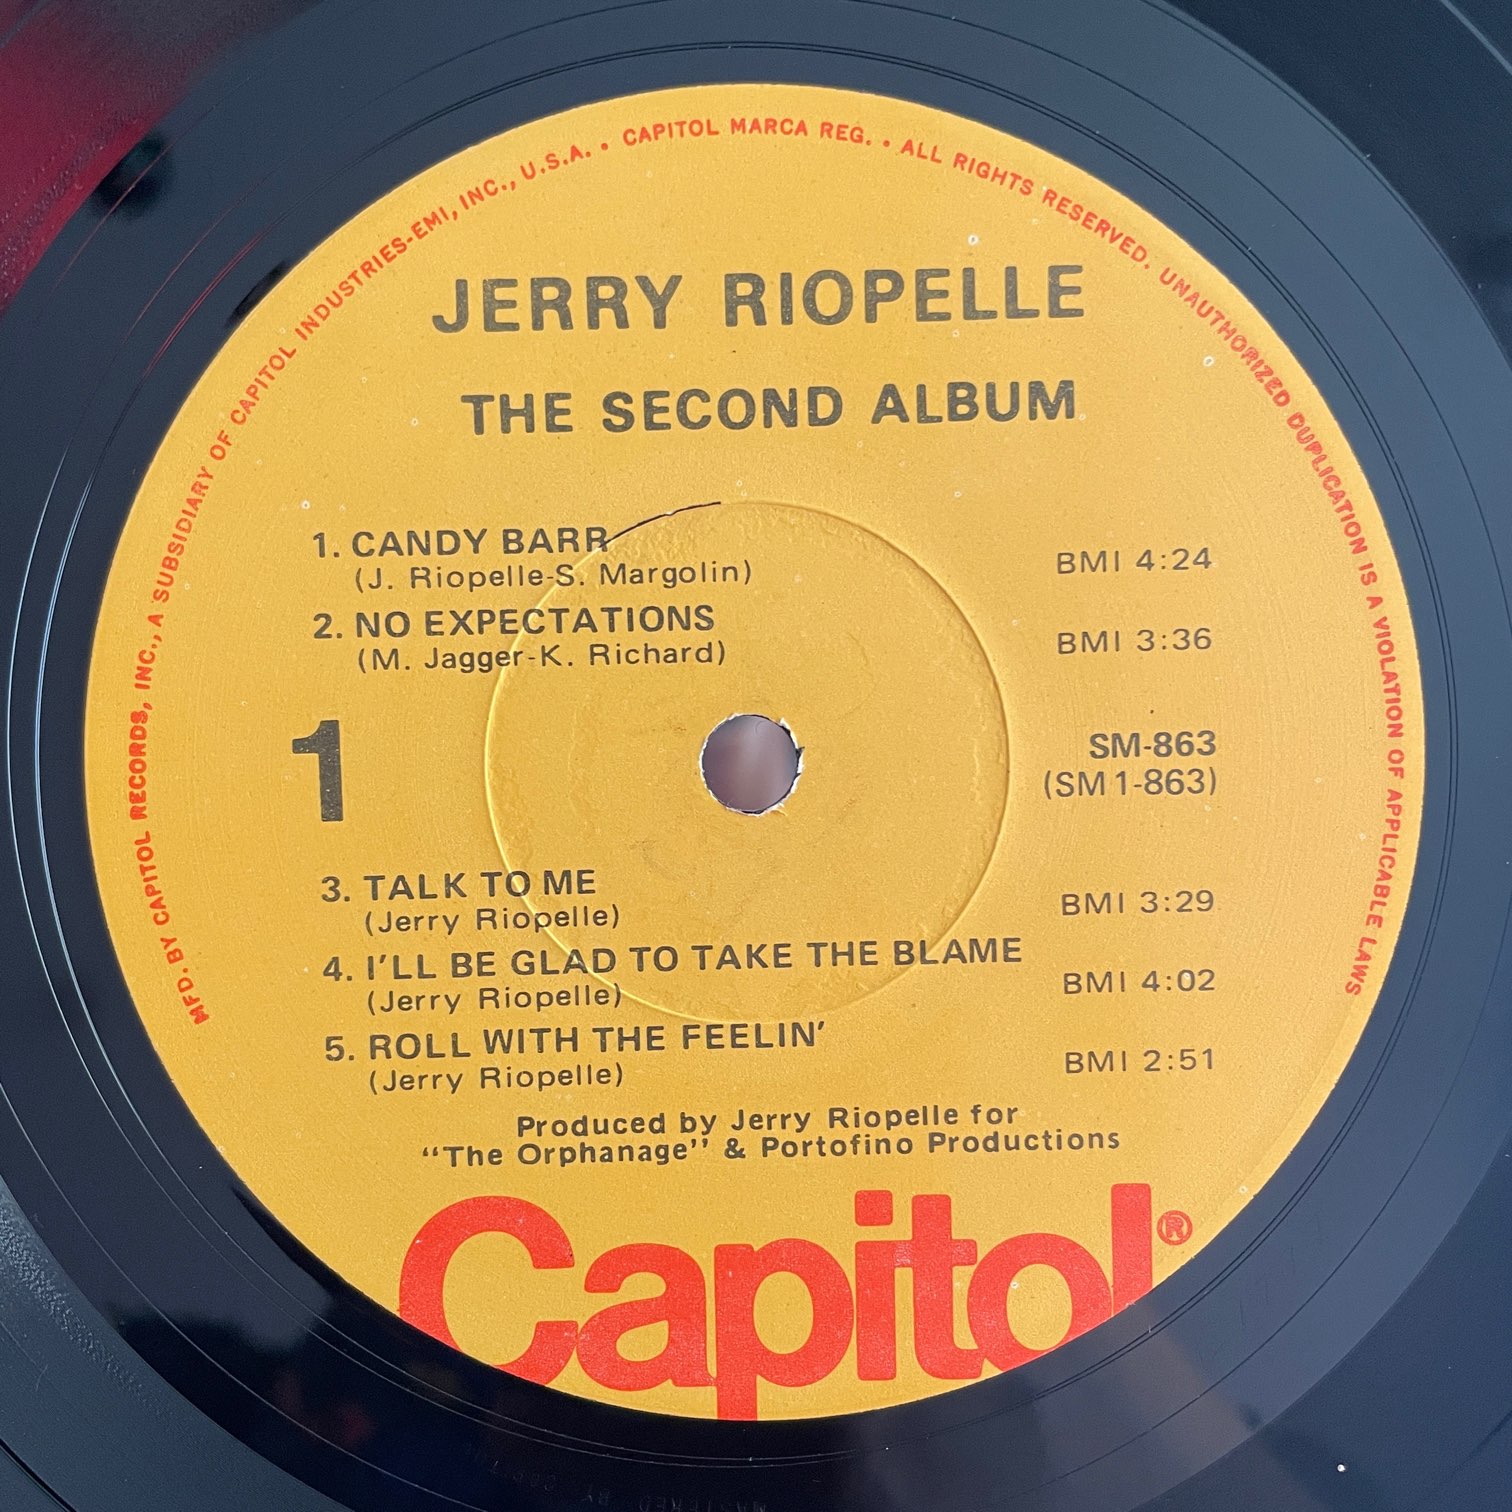 MFD. BY CAPITOL RECORDS, INC., A SUBSIDIARY OF CAPITOL INDUSTRIES-EMI, INC., U.S.A. • CAPITOL MARCA REG. • ALL RIGHTS RESERVED. UNAUTHORIZED DUPLICATION IS A VIOLATION OF APPLICABLE LAWS
JERRY RIOPELLE
THE SECOND ALBUM
1. CANDY BARR
(J. Riopelle-S. Margolin)
BMI 4:24
2. NO EXPECTATIONS
(M. Jagger-K. Richard)
BMI 3:36
1
SM-863
(SM1-863)
3. TALK TO ME
(Jerry Riopelle)
BMI 3:29
4. I'LL BE GLAD TO TAKE THE BLAME
(Jerry Riopelle)
BMI 4:02
5. ROLL WITH THE FEELIN'
(Jerry Riopelle)
BMI 2:51
Produced by Jerry Riopelle for
"The Orphanage" & Portofino Productions
Capitol®
MASTERED BY